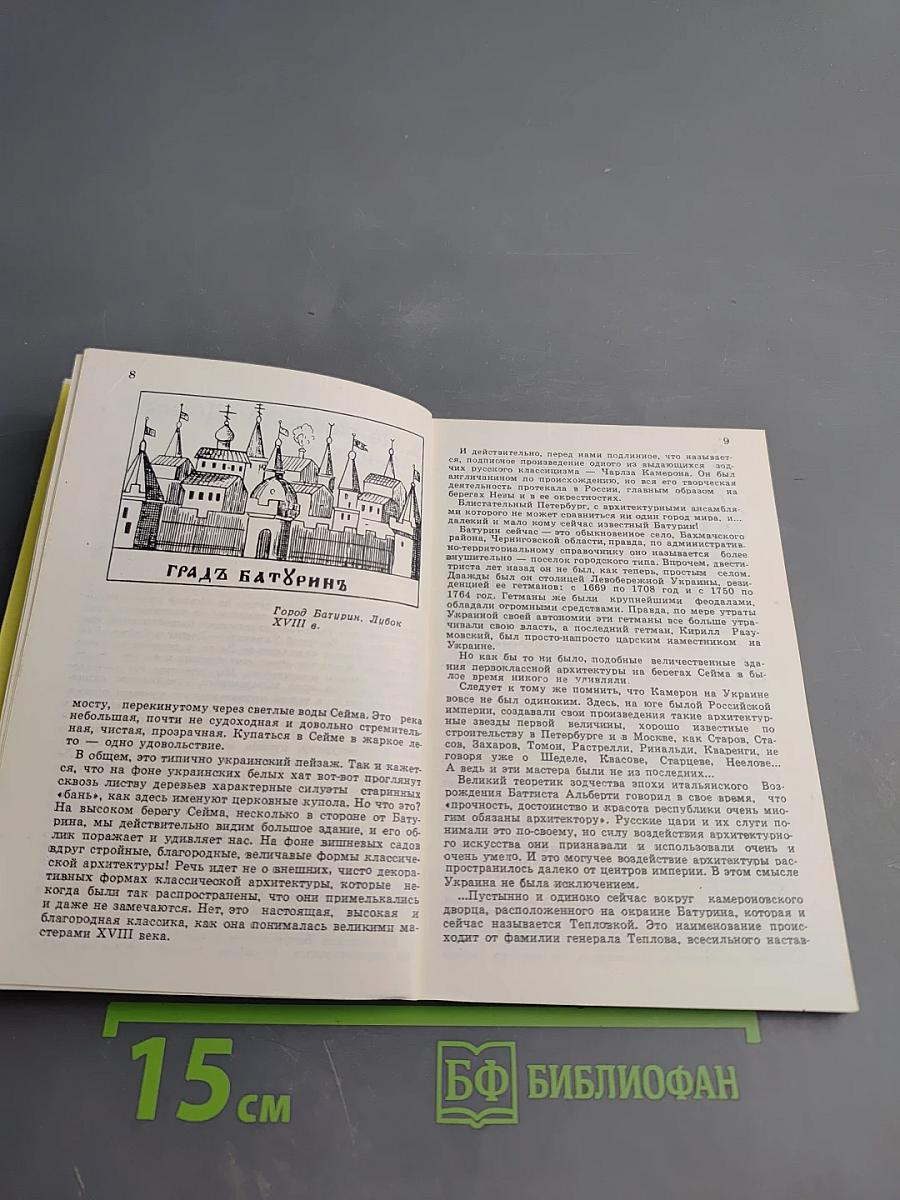 8
ГРАДЪ БАТУРИНЪ
Город Батурин. Лубок
XVIII в.
мосту, перекинутому через светлые воды Сейма. Это река
небольшая, почти не судоходная и довольно стремитель-
ная, чистая, прозрачная. Купаться в Сейме в жаркое ле-
то — одно удовольствие.
В общем, это типично украинский пейзаж. Так и кажет-
ся, что на фоне украинских белых хат вот-вот проглянут
сквозь листву деревьев характерные силуэты старинных
«бань», как здесь именуют церковные купола. Но что это?
На высоком берегу Сейма, несколько в стороне от Бату-
рина, мы действительно видим большое здание, и его об-
лик поражает и удивляет нас. На фоне вишневых садов
вдруг стройные, благородные, величавые формы классиче-
ской архитектуры! Речь идет не о внешних, чисто декора-
тивных формах классической архитектуры, которые не-
когда были так распространены, что они примелькались
и даже не замечаются. Нет, это настоящая, высокая и
благородная классика, как она понималась великими ма-
стерами XVIII века.
9
И действительно, перед нами подлинное, что называет-
ся, подписное произведение одного из выдающихся зод-
чих русского классицизма — Чарлза Камерона. Он был
англичанином по происхождению, но вся его творческая
деятельность протекала в России, главным образом на
берегах Невы и в ее окрестностях.
Блистательный Петербург, с архитектурными ансамбля-
ми которого не может сравниться ни один город мира, и...
далекий и мало кому сейчас известный Батурин!
Батурин сейчас — это обыкновенное село, Бахмачского
района, Черниговской области, правда, по административ-
но-территориальному справочнику оно называется более
внушительно — поселок городского типа. Впрочем, двести-
триста лет назад он не был, как теперь, простым селом.
Дважды был он столицей Левобережной Украины, рези-
денцией ее гетманов: с 1669 по 1708 год и с 1750 по
1764 год. Гетманы же были крупнейшими феодалами,
обладали огромными средствами. Правда, по мере утраты
Украиной своей автономии эти гетманы все больше утра-
чивали свою власть, а последний гетман, Кирилл Разу-
мовский, был просто-напросто царским наместником на
Украине.
Но как бы то ни было, подобные величественные зда-
ния первоклассной архитектуры на берегах Сейма в бы-
лое время никого не удивляли.
Следует к тому же помнить, что Камерон на Украине
вовсе не был одиноким. Здесь, на юге былой Российской
империи, создавали свои произведения такие архитектур-
ные звезды первой величины, хорошо известные по
строительству в Петербурге и в Москве, как Старов, Ста-
сов, Захаров, Томон, Растрелли, Ринальди, Кваренги, не
говоря уже о Шеделе, Квасове, Старцеве, Неелове...
А ведь и эти мастера были не из последних...
Великий теоретик зодчества эпохи итальянского Воз-
рождения Баттиста Альберти говорил в свое время, что
«прочность, достоинство и красота республики очень мно-
гим обязаны архитектору». Русские цари и их слуги по-
нимали это по-своему, но силу воздействия архитектурно-
го искусства они признавали и использовали очень и
очень умело. И это могучее воздействие архитектуры рас-
пространилось далеко от центров империи. В этом смысле
Украина не была исключением.
...Пустынно и одиноко сейчас вокруг камероновского
дворца, расположенного на окраине Батурина, которая и
сейчас называется Тепловкой. Это наименование проис-
ходит от фамилии генерала Теплова, всесильного настав-
15 см
БФ БИБЛИОФАН